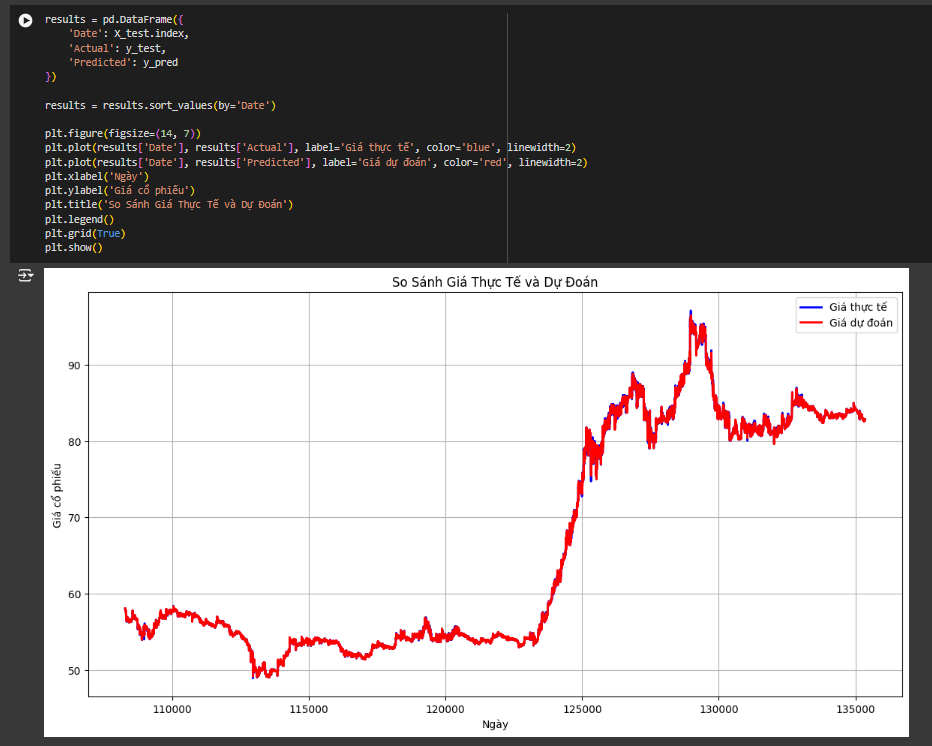 results = pd.DataFrame({
    'Date': X_test.index,
    'Actual': y_test,
    'Predicted': y_pred
})

results = results.sort_values(by='Date')

plt.figure(figsize=(14, 7))
plt.plot(results['Date'], results['Actual'], label='Giá thực tế', color='blue', linewidth=2)
plt.plot(results['Date'], results['Predicted'], label='Giá dự đoán', color='red', linewidth=2)
plt.xlabel('Ngày')
plt.ylabel('Giá cổ phiếu')
plt.title('So Sánh Giá Thực Tế và Dự Đoán')
plt.legend()
plt.grid(True)
plt.show()
So Sánh Giá Thực Tế và Dự Đoán
Giá thực tế
Giá dự đoán
90
80
70
60
50
Giá cổ phiếu
110000 115000 120000 125000 130000 135000
Ngày